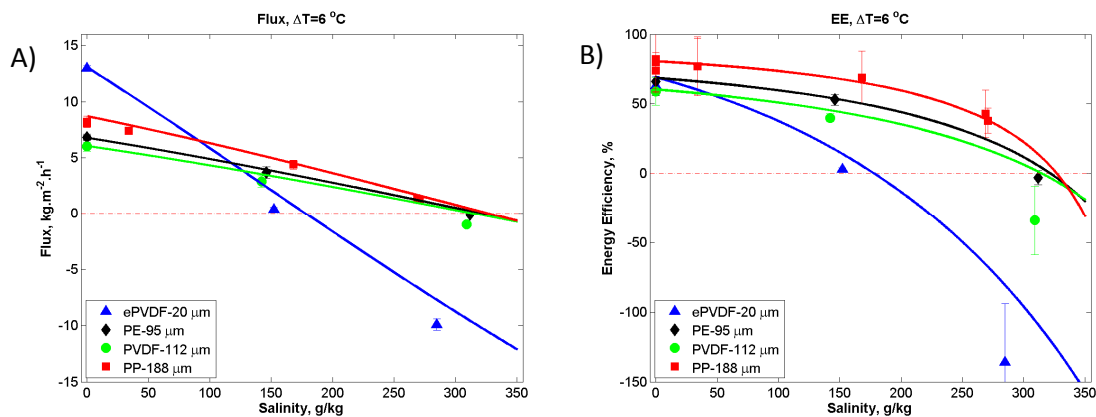 A)
Flux, ΔT=6 °C
Flux, kg.m⁻².h⁻¹
15
10
5
0
-5
-10
-15
0 50 100 150 200 250 300 350
Salinity, g/kg
ePVDF-20 µm
PE-95 µm
PVDF-112 µm
PP-188 µm
B)
EE, ΔT=6 °C
Energy Efficiency, %
100
50
0
-50
-100
-150
0 50 100 150 200 250 300 350
Salinity, g/kg
ePVDF-20 µm
PE-95 µm
PVDF-112 µm
PP-188 µm